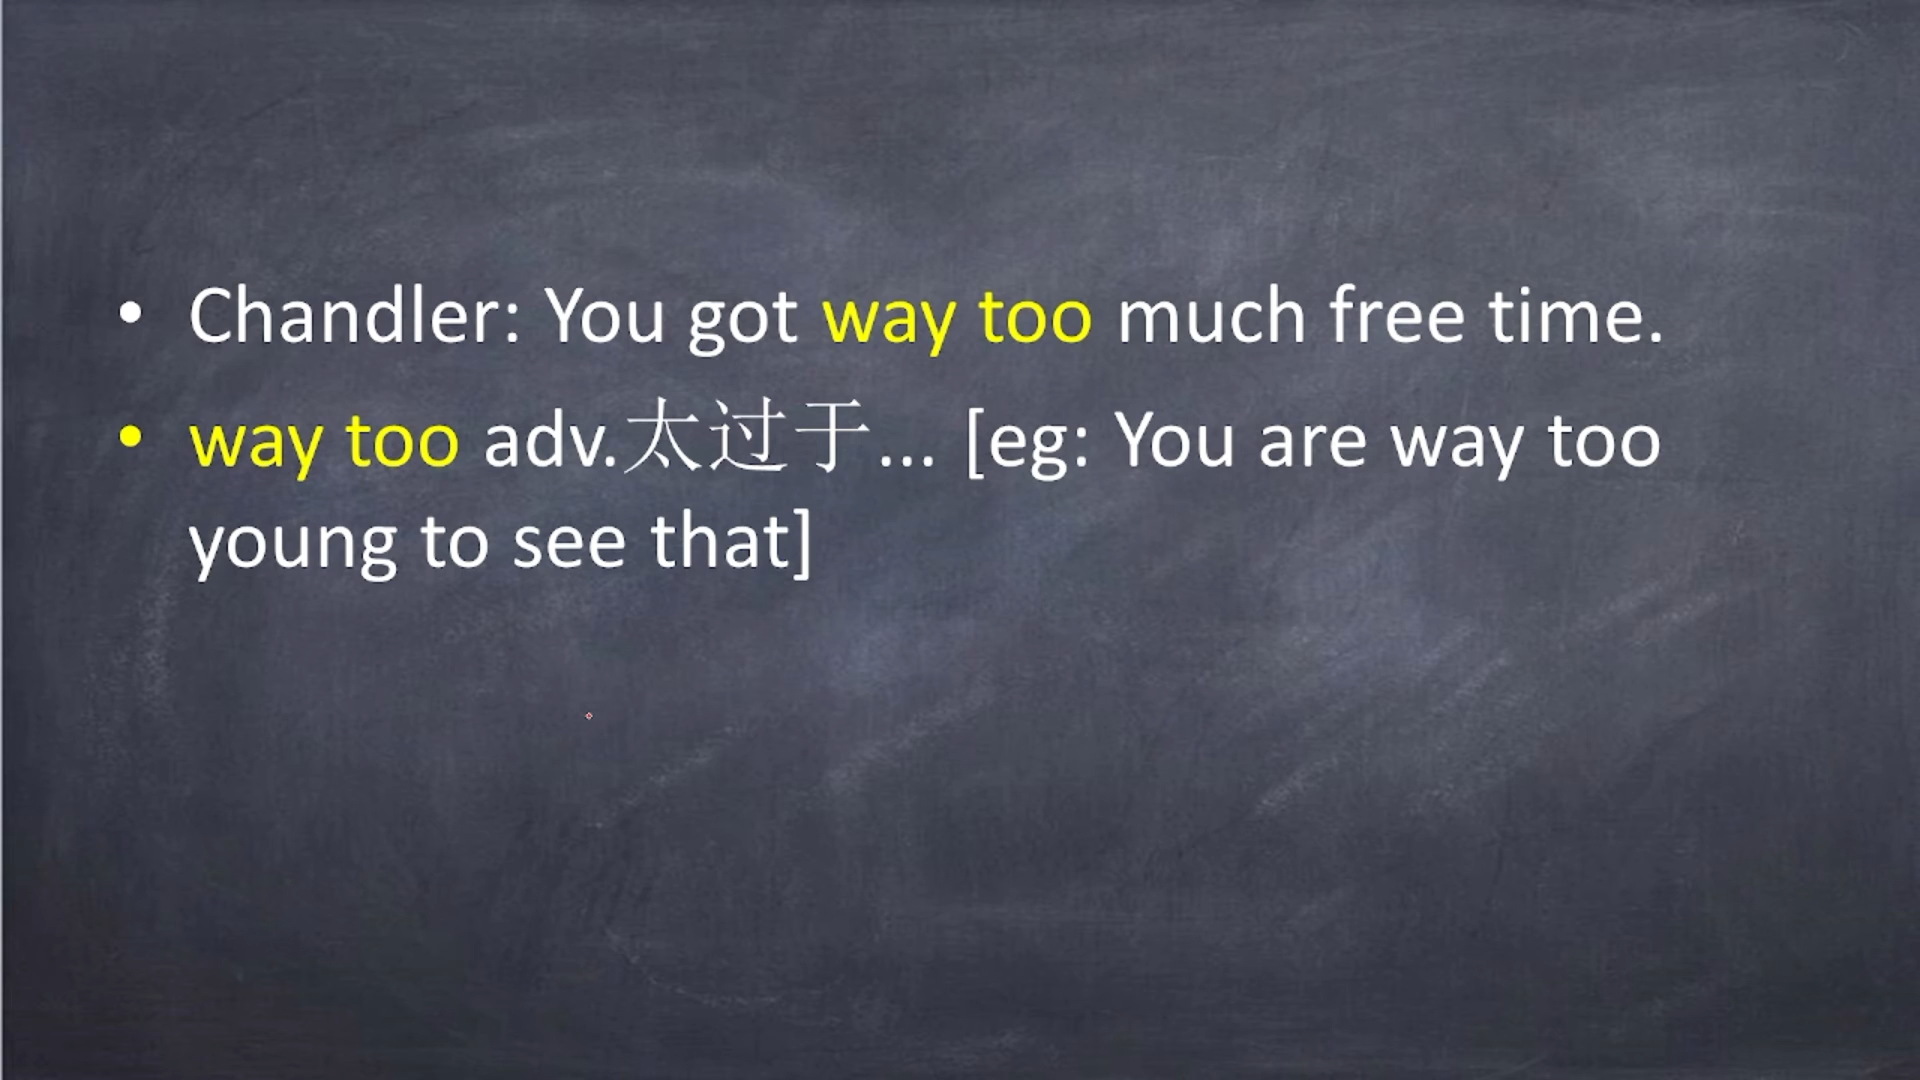 • Chandler: You got way too much free time.
• way too adv.太过于... [eg: You are way too
young to see that]